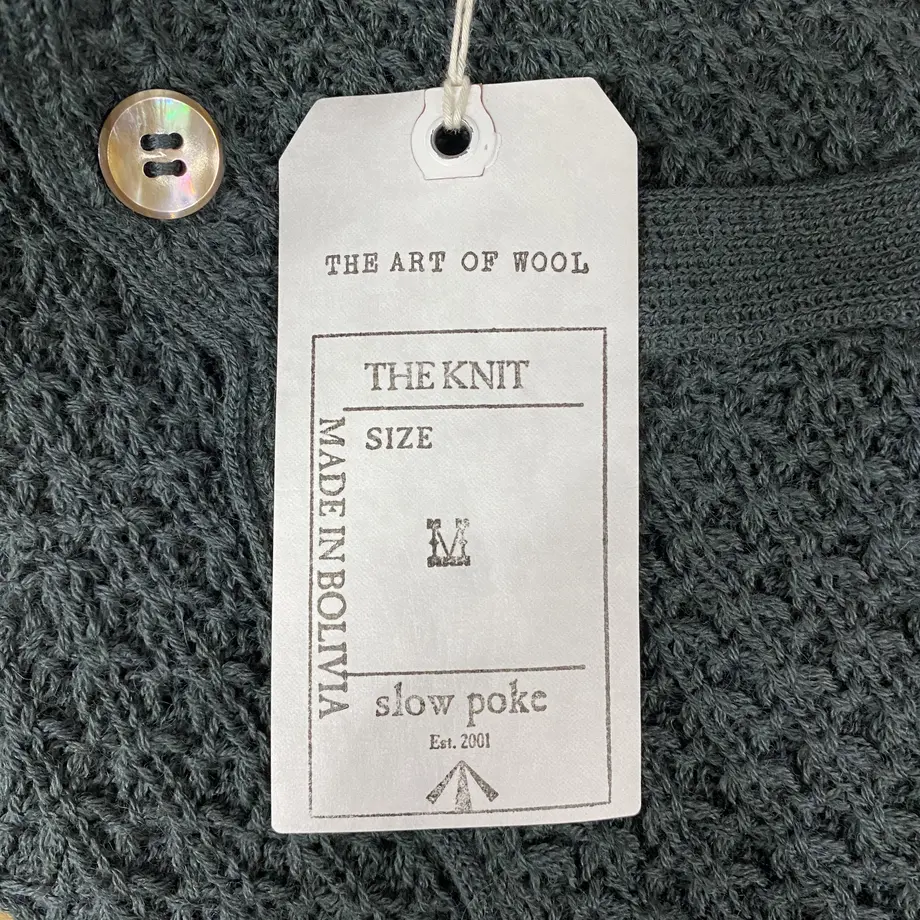 THE ART OF WOOL
THE KNIT
SIZE
M
MADE IN BOLIVIA
slow poke
Est. 2001